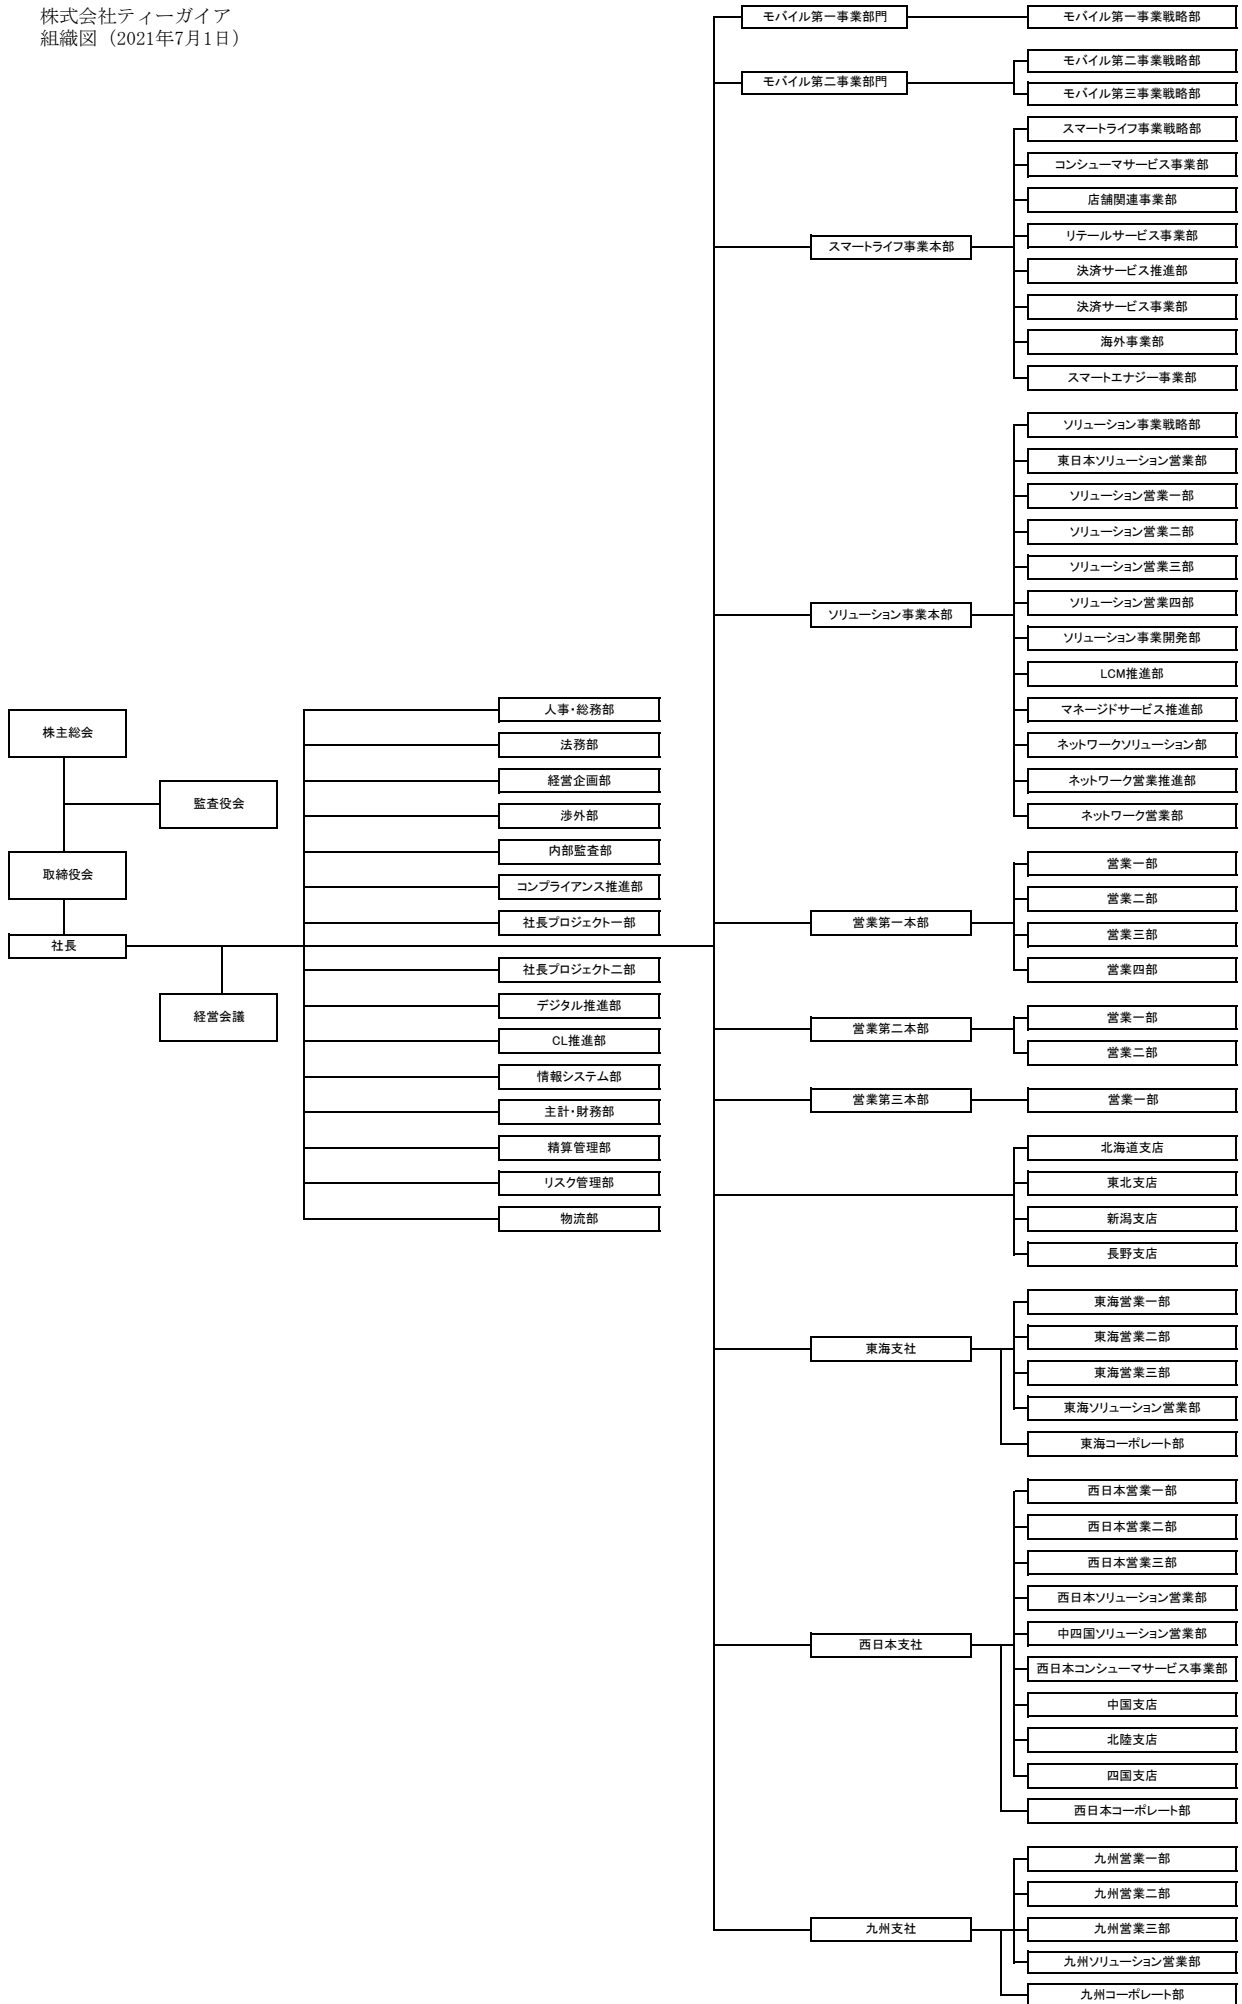 株式会社ティーガイア
組織図（2021年7月1日）
株主総会
監査役会
取締役会
社長
経営会議
人事・総務部
法務部
経営企画部
渉外部
内部監査部
コンプライアンス推進部
社長プロジェクト一部
社長プロジェクト二部
デジタル推進部
CL推進部
情報システム部
主計・財務部
精算管理部
リスク管理部
物流部
モバイル第一事業部門
モバイル第一事業戦略部
モバイル第二事業部門
モバイル第二事業戦略部
モバイル第三事業戦略部
スマートライフ事業本部
スマートライフ事業戦略部
コンシューマサービス事業部
店舗関連事業部
リテールサービス事業部
決済サービス推進部
決済サービス事業部
海外事業部
スマートエナジー事業部
ソリューション事業本部
ソリューション事業戦略部
東日本ソリューション営業部
ソリューション営業一部
ソリューション営業二部
ソリューション営業三部
ソリューション営業四部
ソリューション事業開発部
LCM推進部
マネージドサービス推進部
ネットワークソリューション部
ネットワーク営業推進部
ネットワーク営業部
営業第一本部
営業一部
営業二部
営業三部
営業四部
営業第二本部
営業一部
営業二部
営業第三本部
営業一部
北海道支店
東北支店
新潟支店
長野支店
東海支社
東海営業一部
東海営業二部
東海営業三部
東海ソリューション営業部
東海コーポレート部
西日本支社
西日本営業一部
西日本営業二部
西日本営業三部
西日本ソリューション営業部
中四国ソリューション営業部
西日本コンシューマサービス事業部
中国支店
北陸支店
四国支店
西日本コーポレート部
九州支社
九州営業一部
九州営業二部
九州営業三部
九州ソリューション営業部
九州コーポレート部